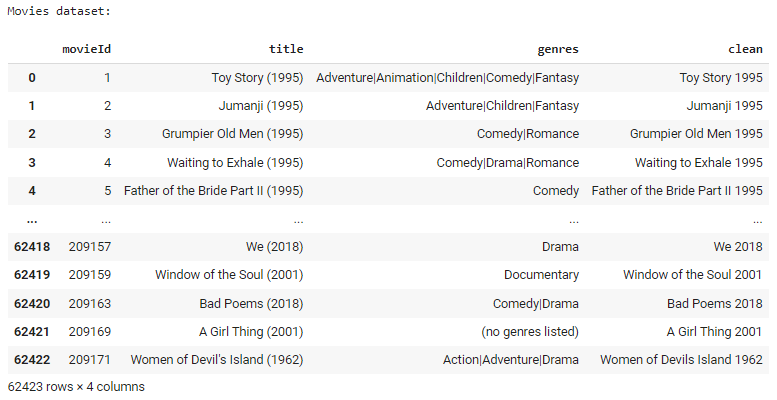 Movies dataset:
movieId title genres clean
0 1 Toy Story (1995) Adventure|Animation|Children|Comedy|Fantasy Toy Story 1995
1 2 Jumanji (1995) Adventure|Children|Fantasy Jumanji 1995
2 3 Grumpier Old Men (1995) Comedy|Romance Grumpier Old Men 1995
3 4 Waiting to Exhale (1995) Comedy|Drama|Romance Waiting to Exhale 1995
4 5 Father of the Bride Part II (1995) Comedy Father of the Bride Part II 1995
... ... ... ... ...
62418 209157 We (2018) Drama We 2018
62419 209159 Window of the Soul (2001) Documentary Window of the Soul 2001
62420 209163 Bad Poems (2018) Comedy|Drama Bad Poems 2018
62421 209169 A Girl Thing (2001) (no genres listed) A Girl Thing 2001
62422 209171 Women of Devil's Island (1962) Action|Adventure|Drama Women of Devils Island 1962
62423 rows × 4 columns